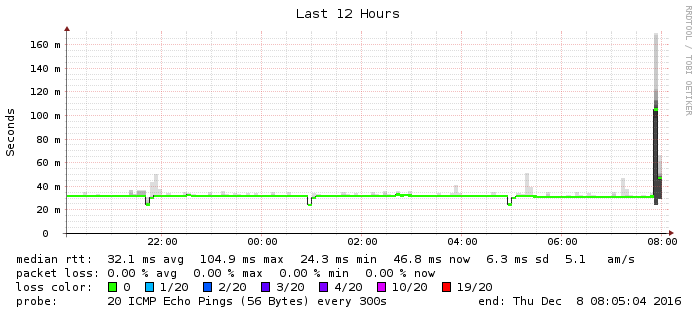 Last 12 Hours
RRDTOOL / TOBI OETIKER
Seconds
160 m
140 m
120 m
100 m
80 m
60 m
40 m
20 m
0
22:00 00:00 02:00 04:00 06:00 08:00
median rtt: 32.1 ms avg 104.9 ms max 24.3 ms min 46.8 ms now 6.3 ms sd 5.1 am/s
packet loss: 0.00 % avg 0.00 % max 0.00 % min 0.00 % now
loss color: 0 1/20 2/20 3/20 4/20 10/20 19/20
probe: 20 ICMP Echo Pings (56 Bytes) every 300s end: Thu Dec 8 08:05:04 2016